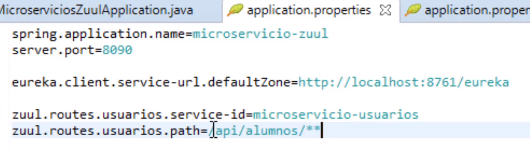 MicroserviciosZuulApplication.java application.properties application.proper
spring.application.name=microservicio-zuul
server.port=8090
eureka.client.service-url.defaultZone=http://localhost:8761/eureka
zuul.routes.usuarios.service-id=microservicio-usuarios
zuul.routes.usuarios.path=/api/alumnos/**